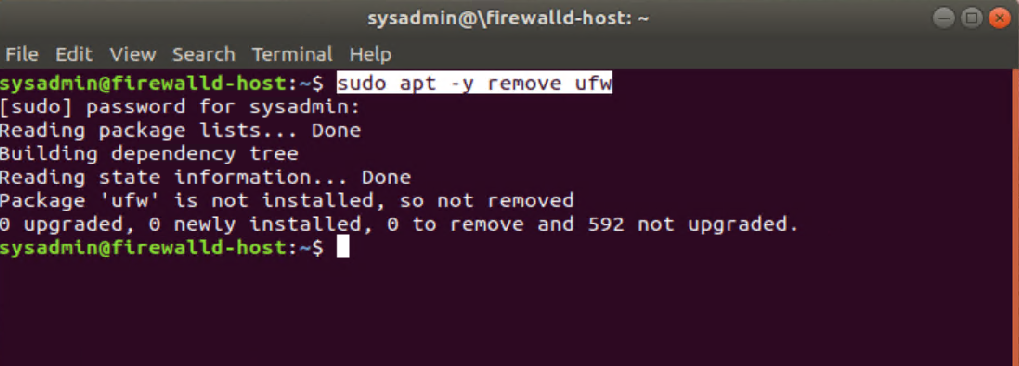 sysadmin@\firewalld-host: ~
File Edit View Search Terminal Help
sysadmin@firewalld-host:~$ sudo apt -y remove ufw
[sudo] password for sysadmin:
Reading package lists... Done
Building dependency tree
Reading state information... Done
Package 'ufw' is not installed, so not removed
0 upgraded, 0 newly installed, 0 to remove and 592 not upgraded.
sysadmin@firewalld-host:~$